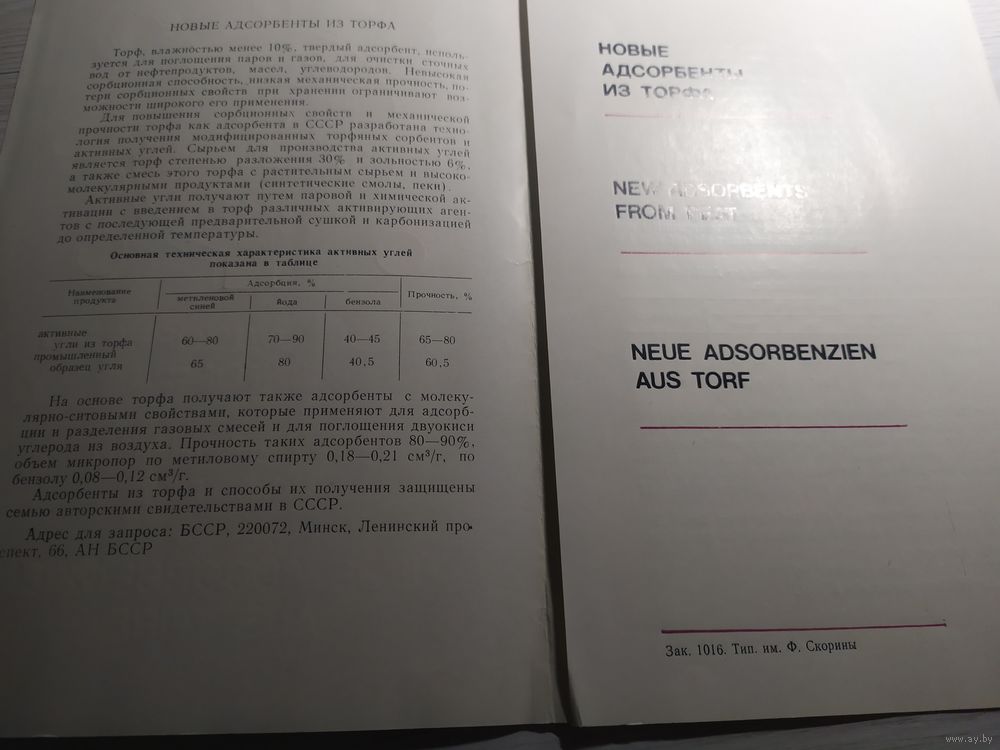 НОВЫЕ АДСОРБЕНТЫ ИЗ ТОРФА
Торф, влажностью менее 10%, твердый адсорбент, исполь-
зуется для поглощения паров и газов, для очистки сточных
вод от нефтепродуктов, масел, углеводородов. Невысокая
сорбционная способность, низкая механическая прочность, по-
тери сорбционных свойств при хранении ограничивают воз-
можности широкого его применения.
Для повышения сорбционных свойств и механической
прочности торфа как адсорбента в СССР разработана техно-
логия получения модифицированных торфяных сорбентов и
активных углей. Сырьем для производства активных углей
является торф степенью разложения 30% и зольностью 6%,
а также смесь этого торфа с растительным сырьем и высоко-
молекулярными продуктами (синтетические смолы, пеки).
Активные угли получают путем паровой и химической ак-
тивации с введением в торф различных активирующих аген-
тов с последующей предварительной сушкой и карбонизацией
до определенной температуры.
Основная техническая характеристика активных углей
показана в таблице
Наименование продукта
Адсорбция, %
Прочность, %
метиленовой синей
йода
бензола
активные угли из торфа 60—80 70—90 40—45 65—80
промышленный образец угля 65 80 40,5 60,5
На основе торфа получают также адсорбенты с молеку-
лярно-ситовыми свойствами, которые применяют для адсорб-
ции и разделения газовых смесей и для поглощения двуокиси
углерода из воздуха. Прочность таких адсорбентов 80—90%,
объем микропор по метиловому спирту 0,18—0,21 см³/г, по
бензолу 0,08—0,12 см³/г.
Адсорбенты из торфа и способы их получения защищены
семью авторскими свидетельствами в СССР.
Адрес для запроса: БССР, 220072, Минск, Ленинский про-
спект, 66, АН БССР
НОВЫЕ
АДСОРБЕНТЫ
ИЗ ТОРФА
NEW ADSORBENTS
FROM PEAT
NEUE ADSORBENZIEN
AUS TORF
Зак. 1016. Тип. им. Ф. Скорины
www.ay.by